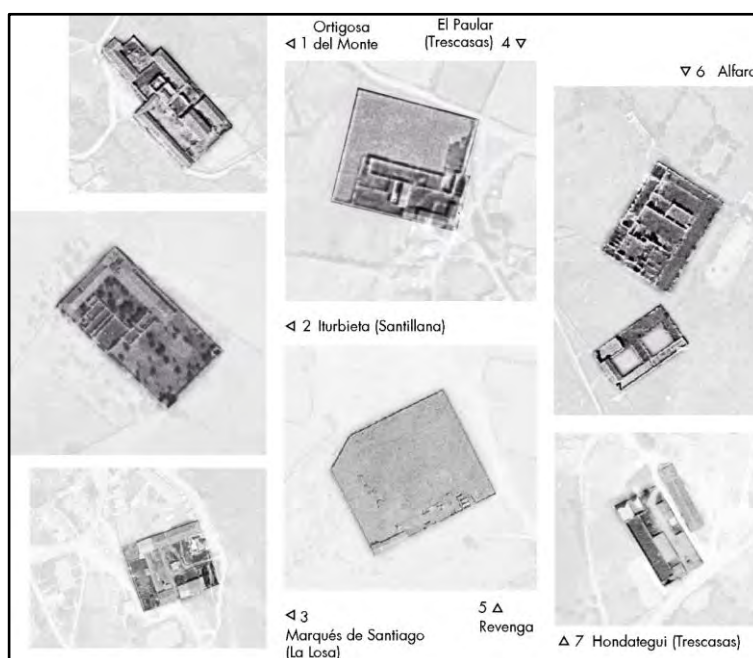 ◁ 1 Ortigosa
del Monte
El Paular
(Trescasas) 4 ▽
▽ 6 Alfaro
◁ 2 Iturbieta (Santillana)
◁ 3
Marqués de Santiago
(La Losa)
5 △
Revenga
△ 7 Hondategui (Trescasas)